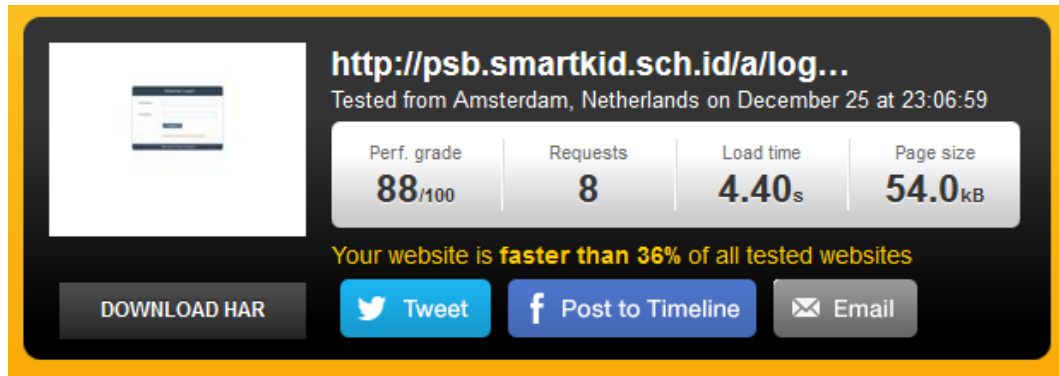 http://psb.smartkid.sch.id/a/log...
Tested from Amsterdam, Netherlands on December 25 at 23:06:59
Perf. grade Requests Load time Page size
88/100 8 4.40s 54.0kB
Your website is faster than 36% of all tested websites
DOWNLOAD HAR Tweet Post to Timeline Email